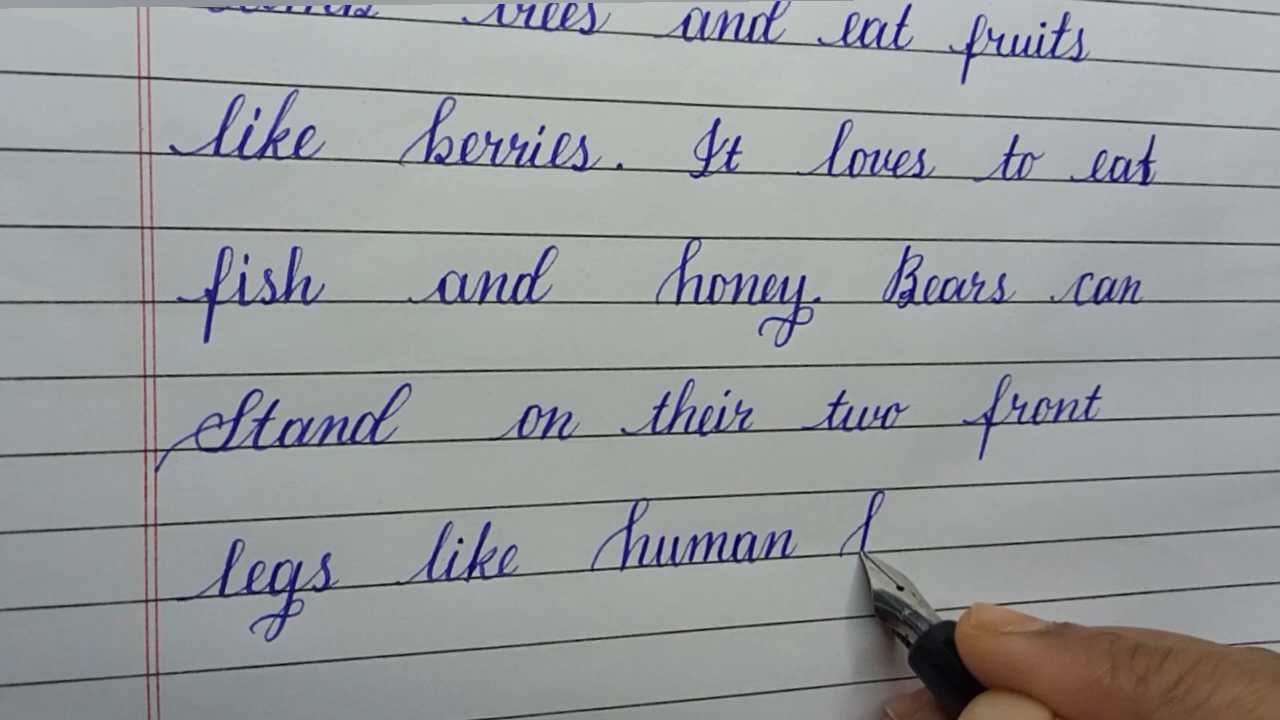 trees and eat fruits
like berries. It loves to eat
fish and honey. Bears can
Stand on their two front
legs like human